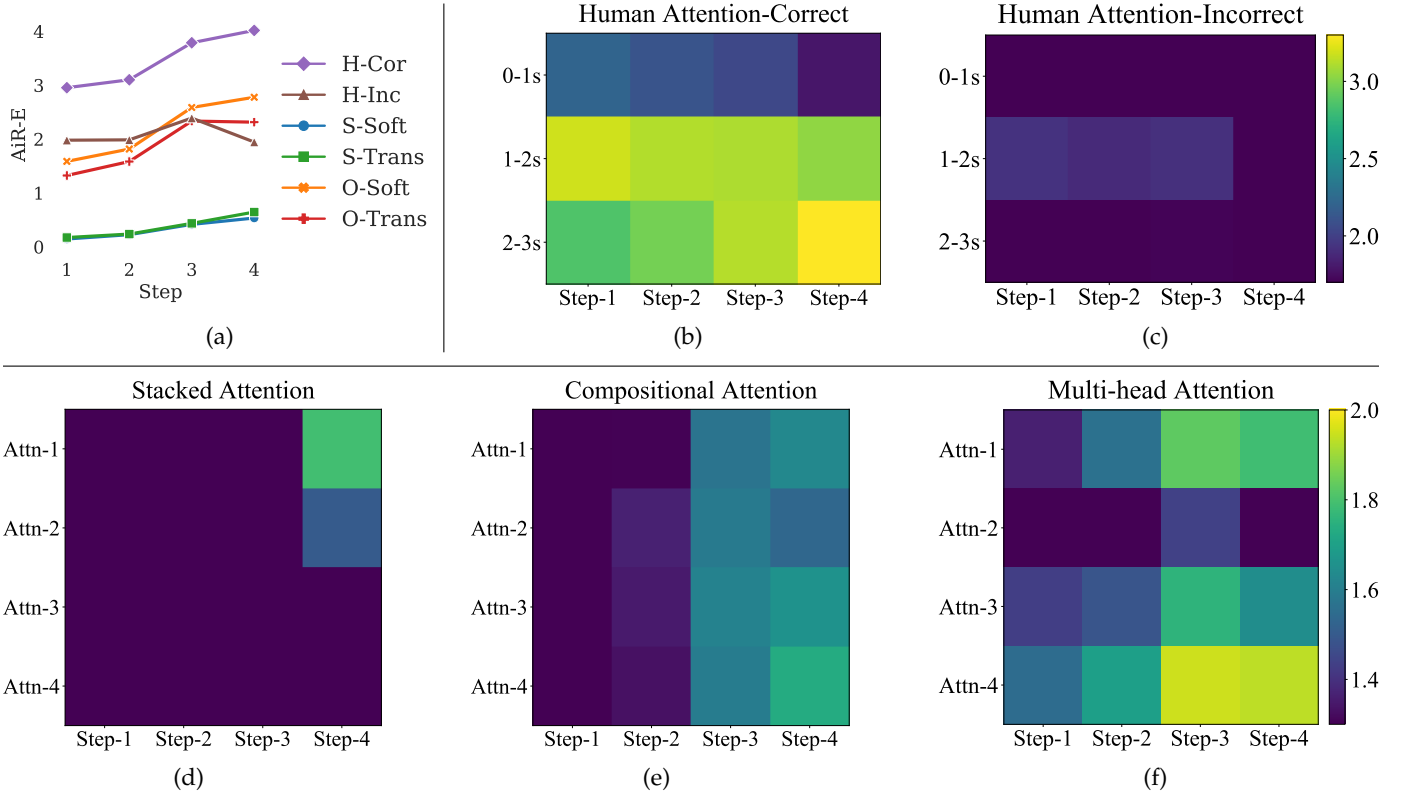 4
3
2
1
0
AiR-E
1 2 3 4
Step
H-Cor
H-Inc
S-Soft
S-Trans
O-Soft
O-Trans
(a)
Human Attention-Correct
0-1s
1-2s
2-3s
Step-1 Step-2 Step-3 Step-4
(b)
Human Attention-Incorrect
0-1s
1-2s
2-3s
Step-1 Step-2 Step-3 Step-4
3.0
2.5
2.0
(c)
Stacked Attention
Attn-1
Attn-2
Attn-3
Attn-4
Step-1 Step-2 Step-3 Step-4
(d)
Compositional Attention
Attn-1
Attn-2
Attn-3
Attn-4
Step-1 Step-2 Step-3 Step-4
(e)
Multi-head Attention
Attn-1
Attn-2
Attn-3
Attn-4
Step-1 Step-2 Step-3 Step-4
2.0
1.8
1.6
1.4
(f)